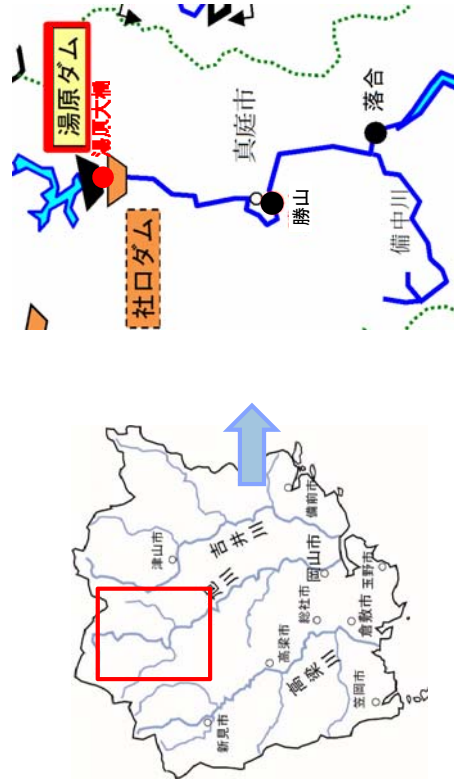 湯原ダム
湯原大橋
社口ダム
真庭市
勝山
落合
備中川
津山市
吉井川
旭川
備前市
岡山市
玉野市
総社市
倉敷市
高梁市
高梁川
新見市
笠岡市